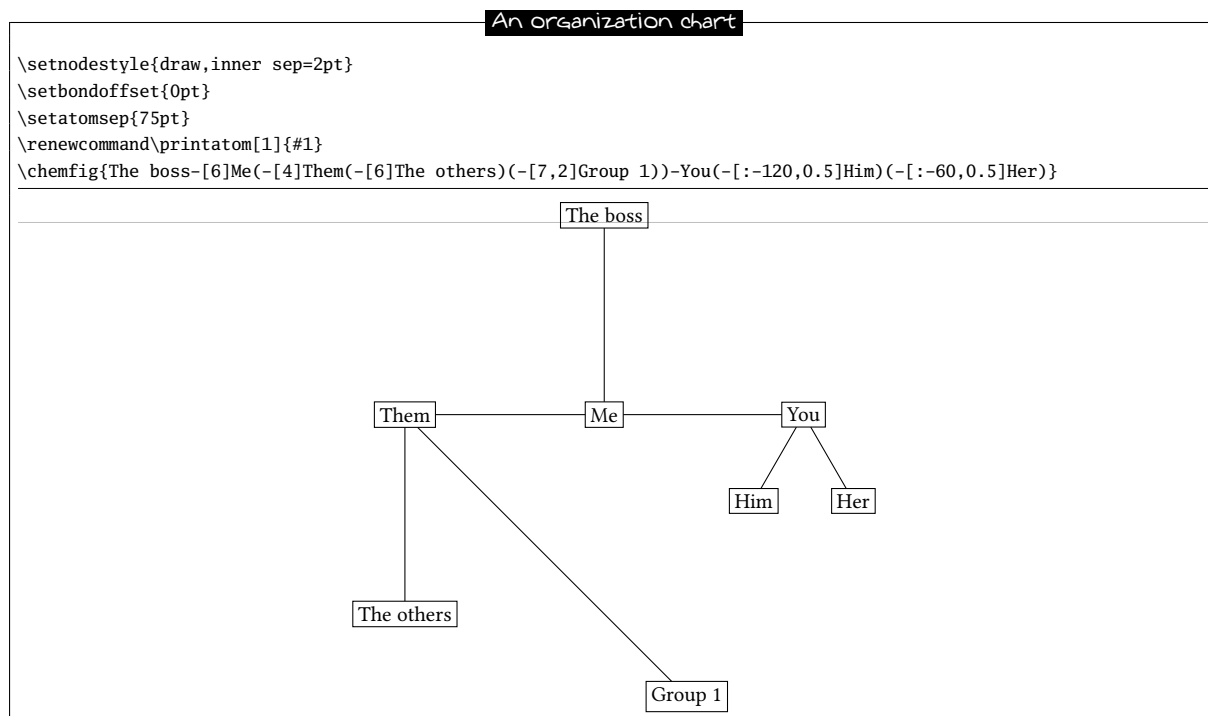 An organization chart
\setnodestyle{draw,inner sep=2pt}
\setbondoffset{0pt}
\setatomsep{75pt}
\renewcommand\printatom[1]{#1}
\chemfig{The boss-[6]Me(-[4]Them(-[6]The others)(-[7,2]Group 1))-You(-[:-120,0.5]Him)(-[:-60,0.5]Her)}
The boss
Them Me You
Him Her
The others
Group 1